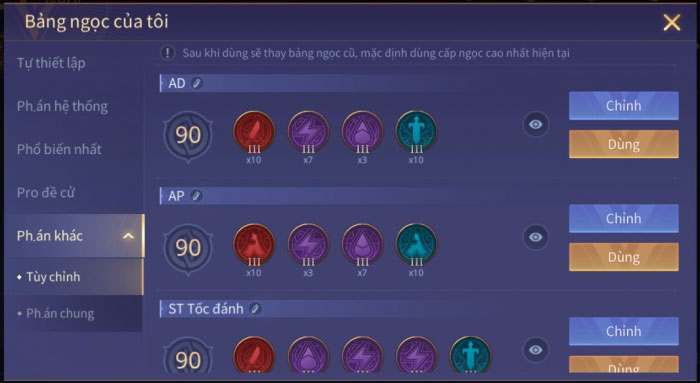 Bảng ngọc của tôi
Sau khi dùng sẽ thay bảng ngọc cũ, mặc định dùng cấp ngọc cao nhất hiện tại
Tự thiết lập
Ph.án hệ thống
Phổ biến nhất
Pro đề cử
Ph.án khác
• Tùy chỉnh
• Ph.án chung
AD
90
III
III
III
III
x10
x7
x3
x10
Chỉnh
Dùng
AP
90
III
III
III
III
x10
x3
x7
x10
Chỉnh
Dùng
ST Tốc đánh
90
Chỉnh
Dùng